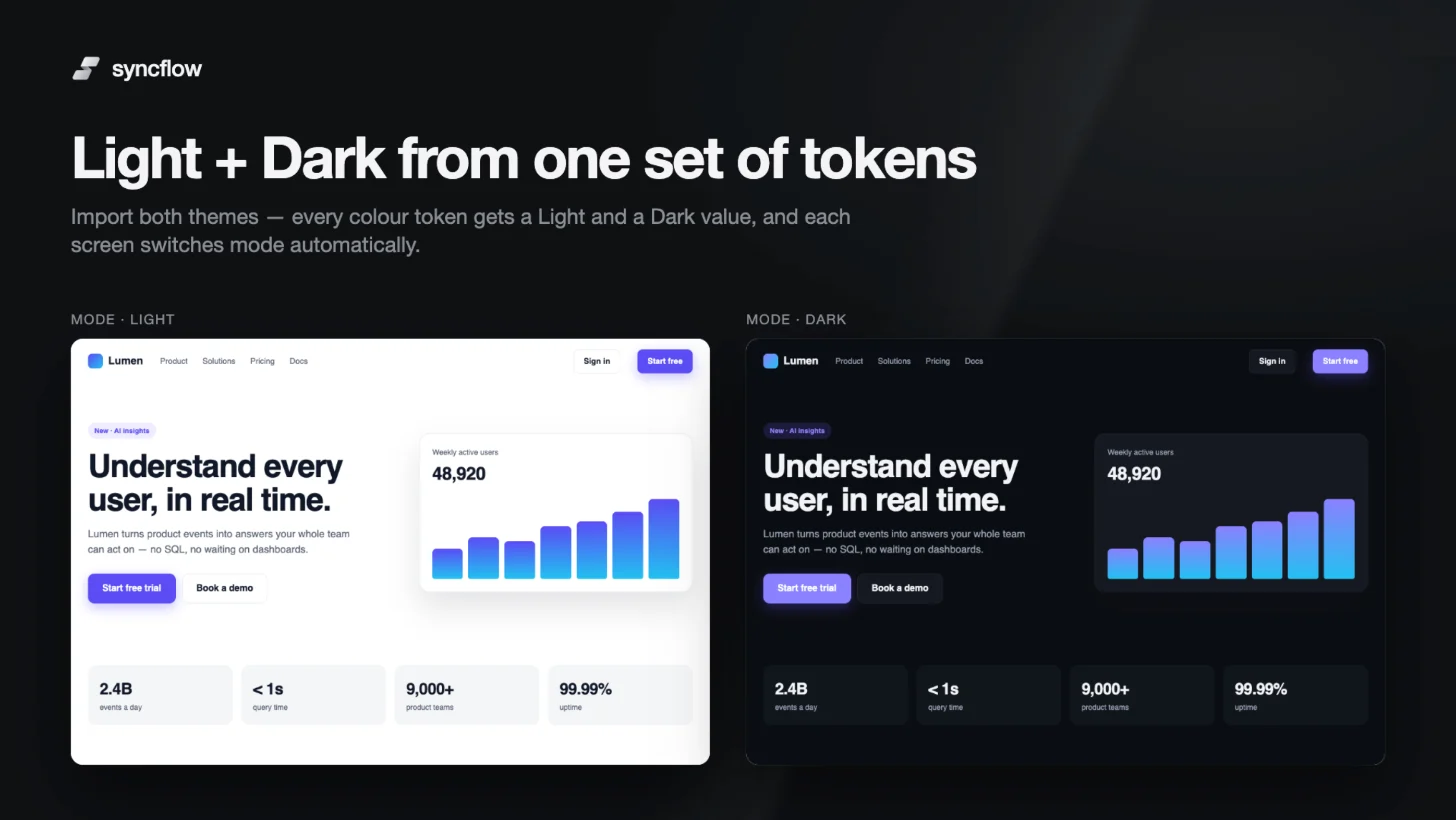 syncflow
Light + Dark from one set of tokens
Import both themes — every colour token gets a Light and a Dark value, and each
screen switches mode automatically.
MODE · LIGHT
Lumen
Product
Solutions
Pricing
Docs
Sign in
Start free
New · AI insights
Understand every
user, in real time.
Lumen turns product events into answers your whole team
can act on — no SQL, no waiting on dashboards.
Start free trial
Book a demo
Weekly active users
48,920
2.4B
events a day
< 1s
query time
9,000+
product teams
99.99%
uptime
MODE · DARK
Lumen
Product
Solutions
Pricing
Docs
Sign in
Start free
New · AI insights
Understand every
user, in real time.
Lumen turns product events into answers your whole team
can act on — no SQL, no waiting on dashboards.
Start free trial
Book a demo
Weekly active users
48,920
2.4B
events a day
< 1s
query time
9,000+
product teams
99.99%
uptime